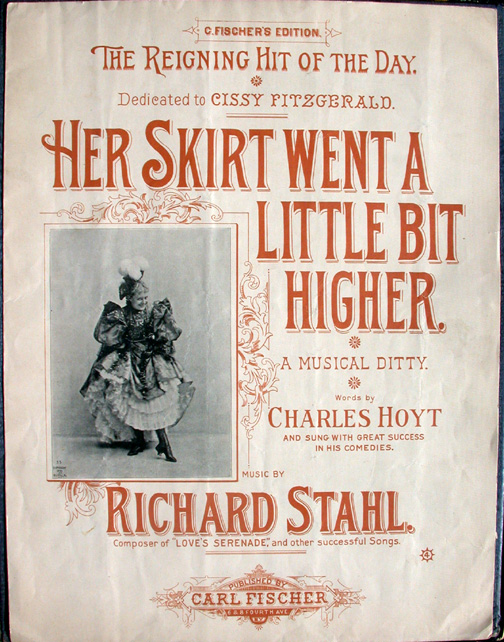 C. FISCHER'S EDITION.
THE REIGNING HIT OF THE DAY.
Dedicated to CISSY FITZGERALD.
HER SKIRT WENT A
LITTLE BIT
HIGHER.
A MUSICAL DITTY.
Words by
CHARLES HOYT
AND SUNG WITH GREAT SUCCESS
IN HIS COMEDIES.
MUSIC BY
RICHARD STAHL.
Composer of "LOVE'S SERENADE," and other successful Songs.
4
PUBLISHED BY
CARL FISCHER
6 & 8 FOURTH AVE
N.Y.